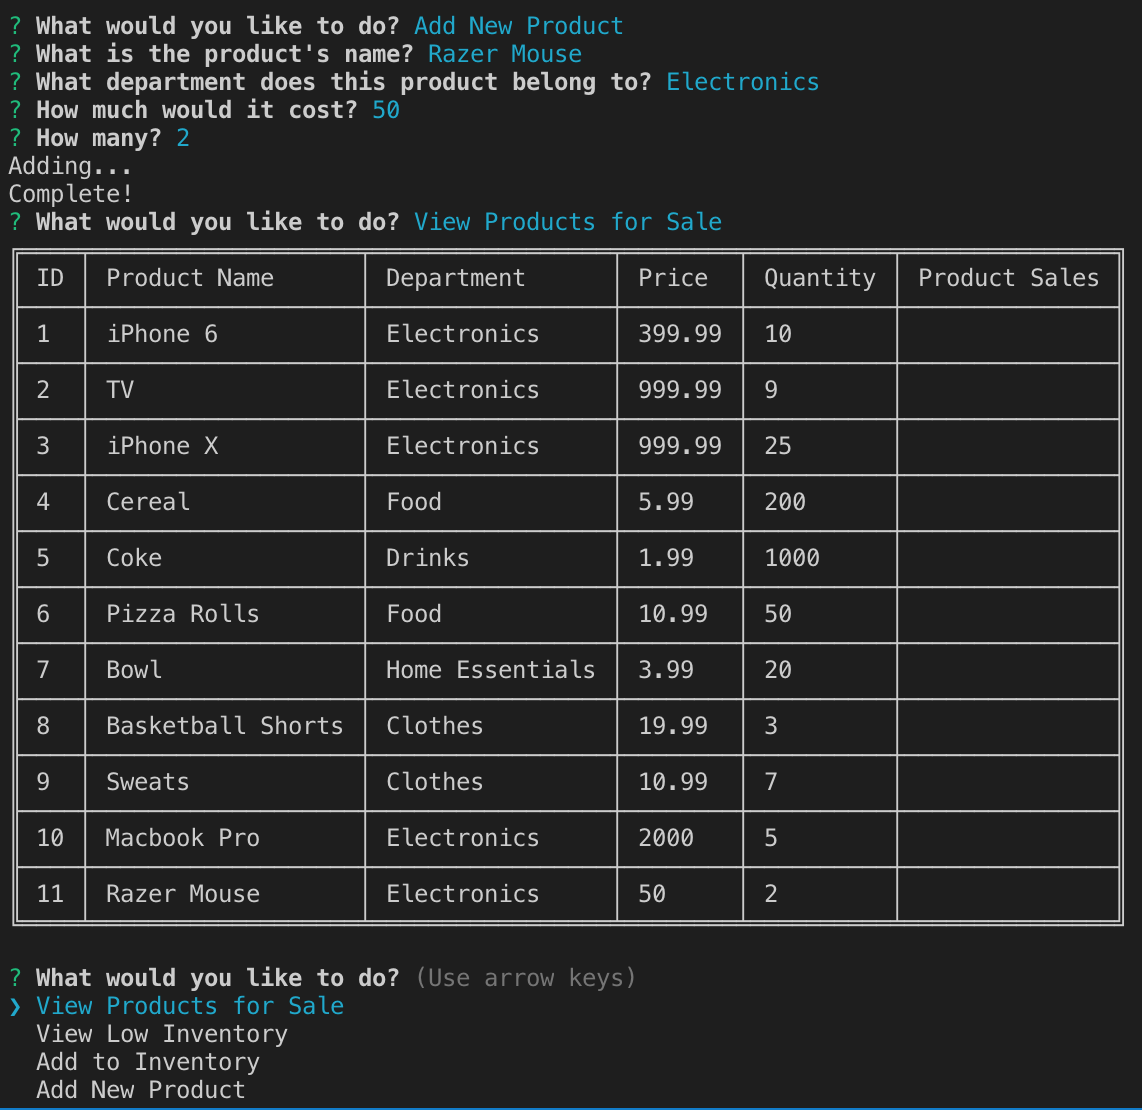 ? What would you like to do? Add New Product
? What is the product's name? Razer Mouse
? What department does this product belong to? Electronics
? How much would it cost? 50
? How many? 2
Adding...
Complete!
? What would you like to do? View Products for Sale
ID Product Name Department Price Quantity Product Sales
1 iPhone 6 Electronics 399.99 10
2 TV Electronics 999.99 9
3 iPhone X Electronics 999.99 25
4 Cereal Food 5.99 200
5 Coke Drinks 1.99 1000
6 Pizza Rolls Food 10.99 50
7 Bowl Home Essentials 3.99 20
8 Basketball Shorts Clothes 19.99 3
9 Sweats Clothes 10.99 7
10 Macbook Pro Electronics 2000 5
11 Razer Mouse Electronics 50 2
? What would you like to do? (Use arrow keys)
❯ View Products for Sale
View Low Inventory
Add to Inventory
Add New Product